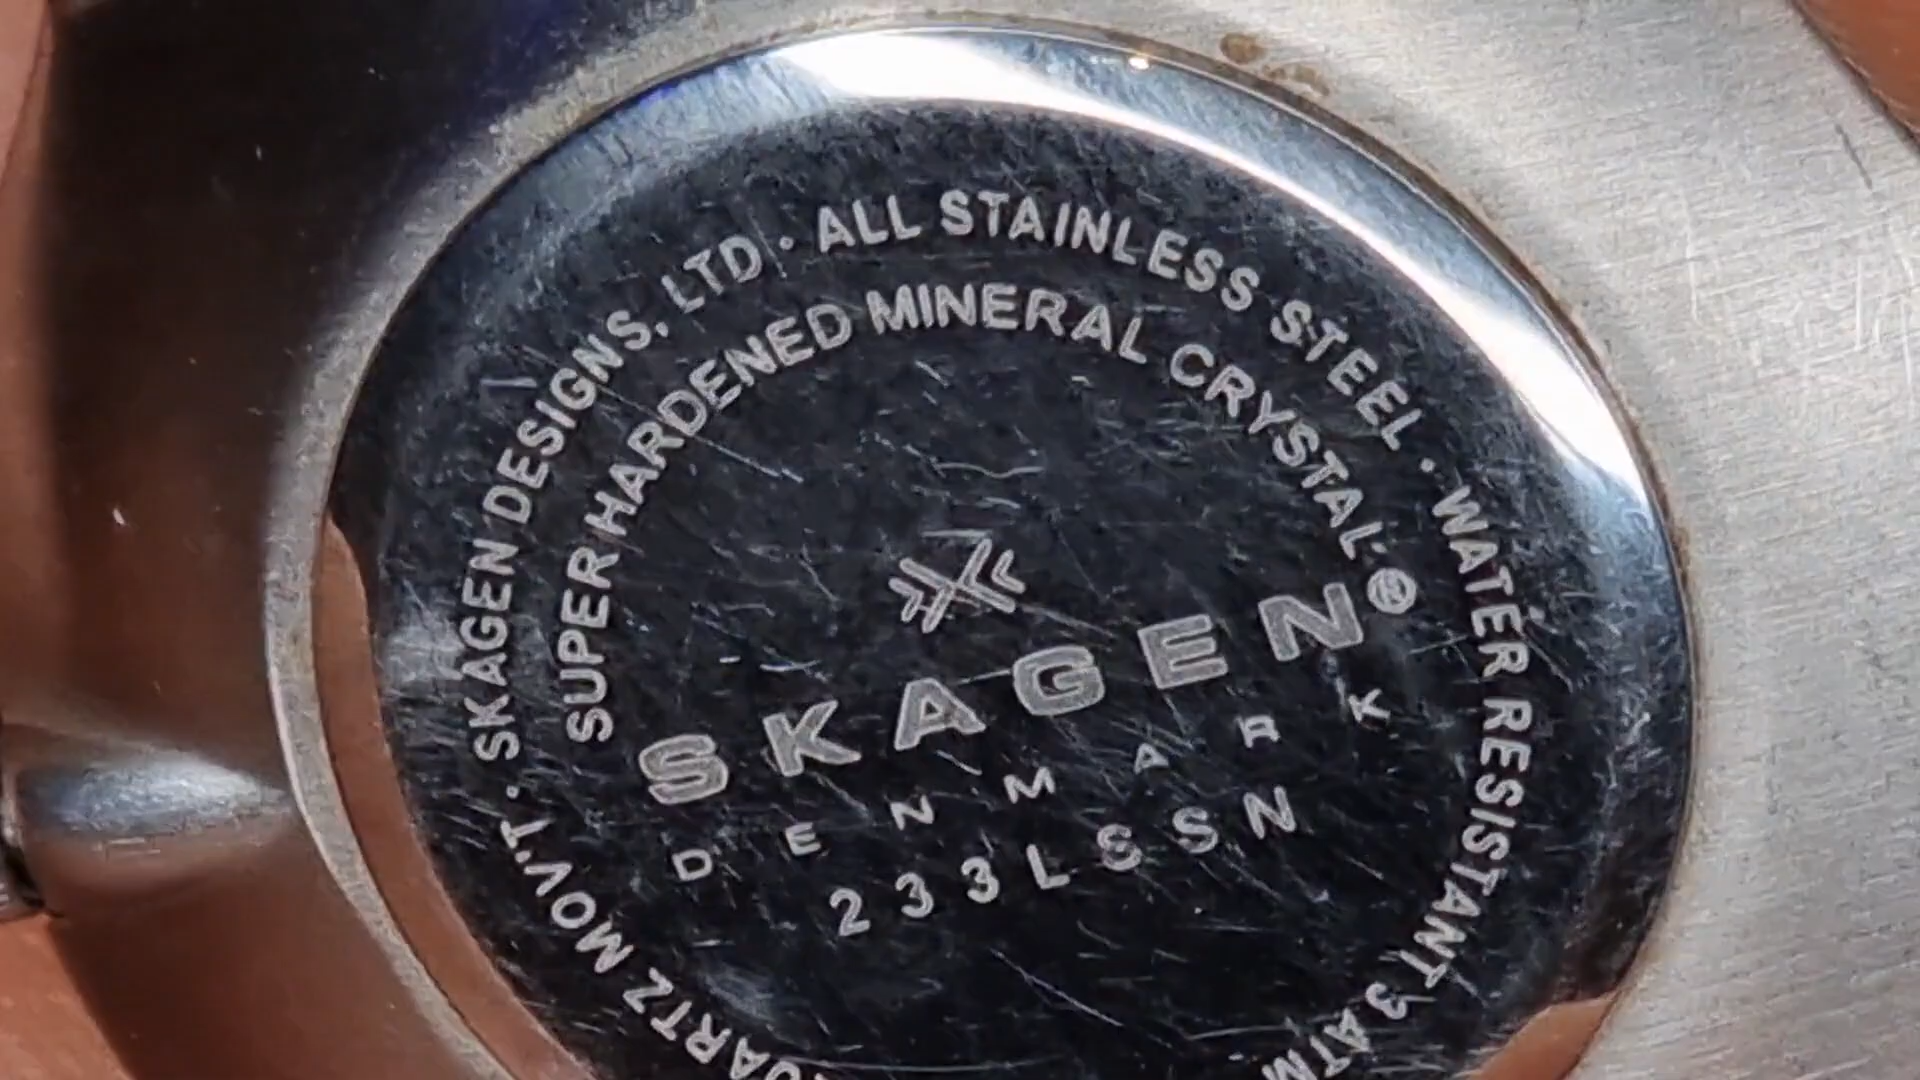 SKAGEN DESIGNS, LTD · ALL STAINLESS STEEL · WATER RESISTANT 3 ATM
QUARTZ MOV'T ·
SUPER HARDENED MINERAL CRYSTAL
SKAGEN
DENMARK
233LSSN